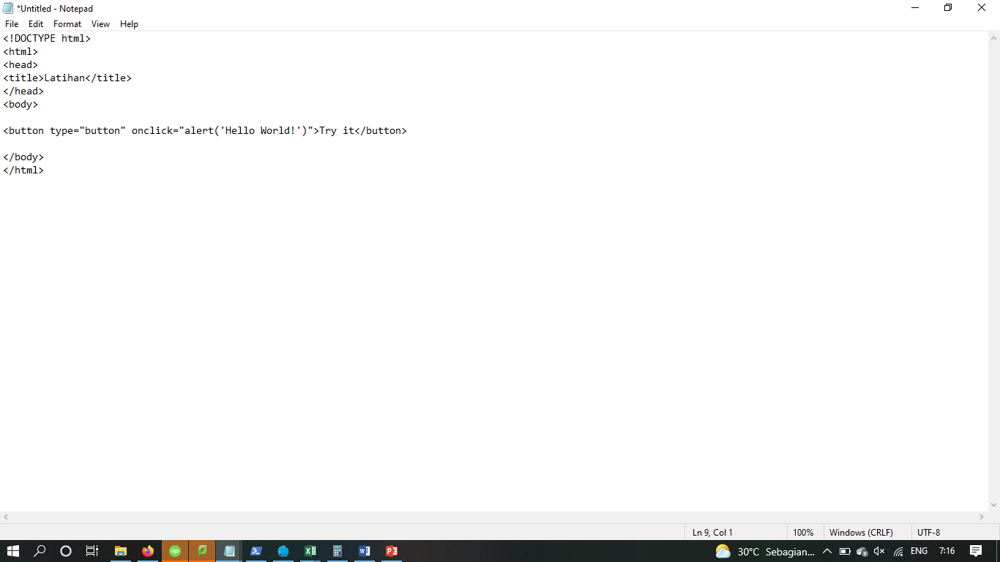 *Untitled - Notepad
File Edit Format View Help
<!DOCTYPE html>
<html>
<head>
<title>Latihan</title>
</head>
<body>
<button type="button" onclick="alert('Hello World!')">Try it</button>
</body>
</html>
Ln 9, Col 1 100% Windows (CRLF) UTF-8
Up 30°C Sebagian... ENG 7:16